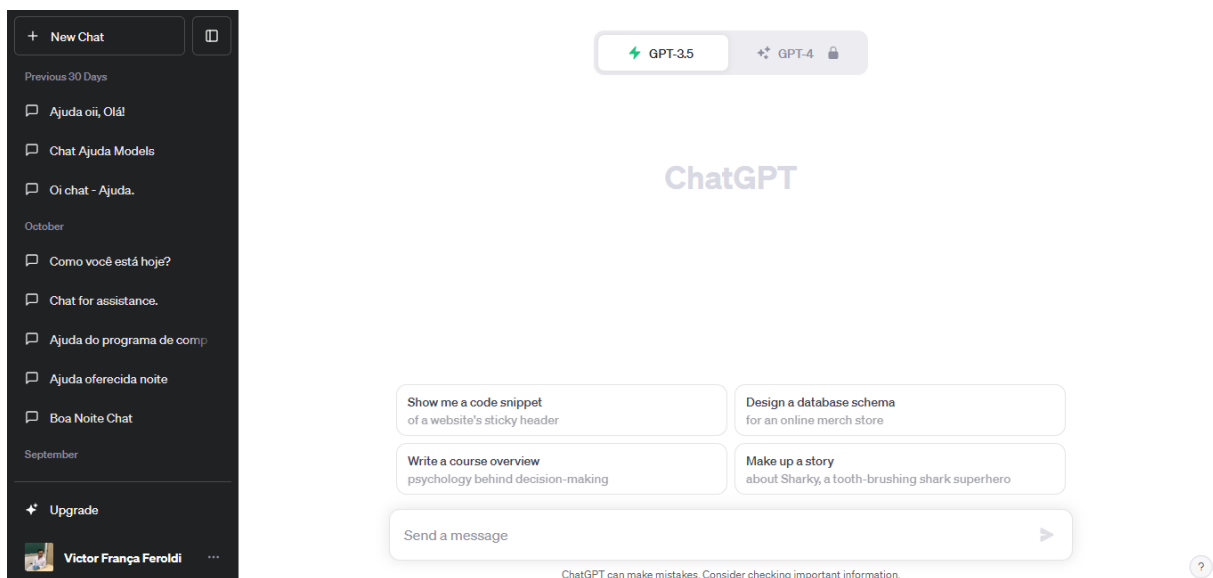 New Chat
Previous 30 Days
Ajuda oii, Olá!
Chat Ajuda Models
Oi chat - Ajuda.
October
Como você está hoje?
Chat for assistance.
Ajuda do programa de comp
Ajuda oferecida noite
Boa Noite Chat
September
Upgrade
Victor França Feroldi
GPT-3.5
GPT-4
ChatGPT
Show me a code snippet
of a website's sticky header
Design a database schema
for an online merch store
Write a course overview
psychology behind decision-making
Make up a story
about Sharky, a tooth-brushing shark superhero
Send a message
ChatGPT can make mistakes. Consider checking important information.
?